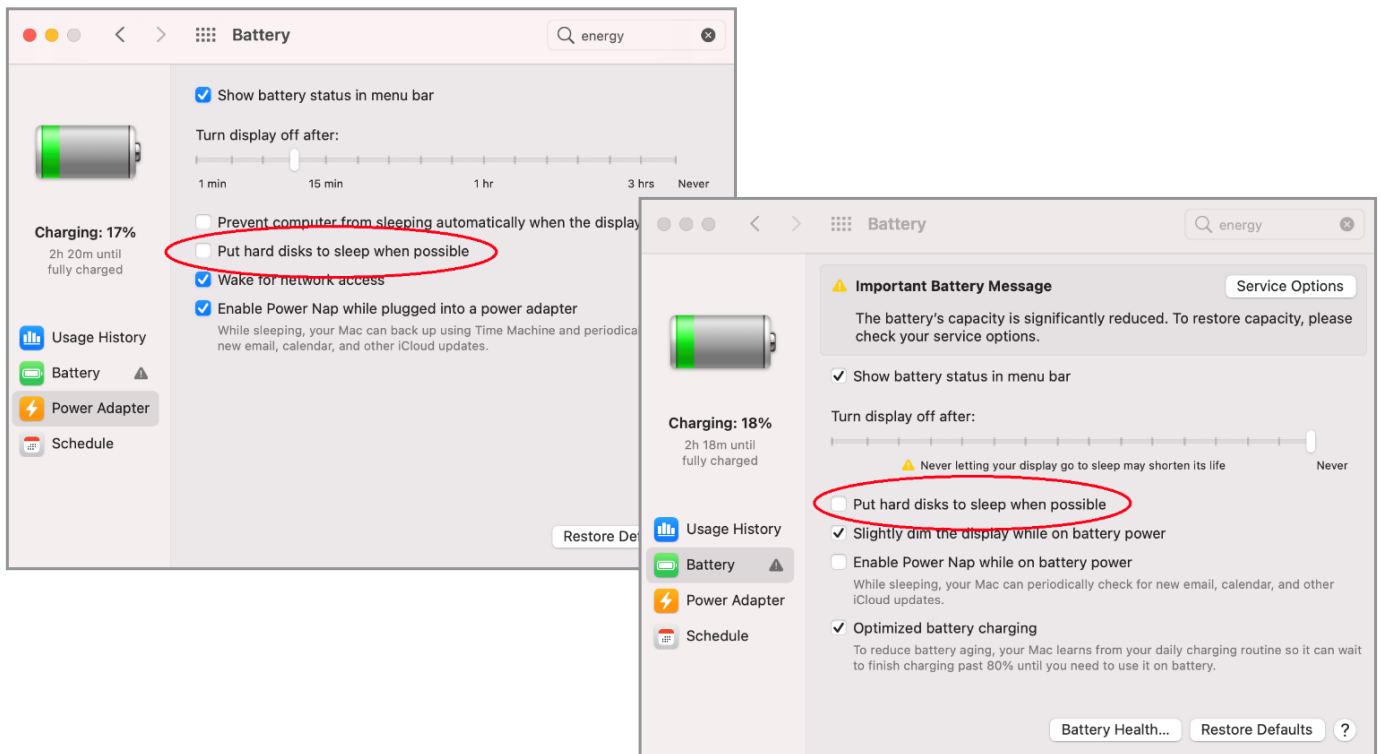 Battery
energy
Show battery status in menu bar
Turn display off after:
1 min 15 min 1 hr 3 hrs Never
Prevent computer from sleeping automatically when the display
Put hard disks to sleep when possible
Wake for network access
Enable Power Nap while plugged into a power adapter
While sleeping, your Mac can back up using Time Machine and periodica
new email, calendar, and other iCloud updates.
Charging: 17%
2h 20m until
fully charged
Usage History
Battery
Power Adapter
Schedule
Restore De
Battery
energy
Important Battery Message
Service Options
The battery's capacity is significantly reduced. To restore capacity, please
check your service options.
Show battery status in menu bar
Turn display off after:
Never letting your display go to sleep may shorten its life Never
Put hard disks to sleep when possible
Slightly dim the display while on battery power
Enable Power Nap while on battery power
While sleeping, your Mac can periodically check for new email, calendar, and other
iCloud updates.
Optimized battery charging
To reduce battery aging, your Mac learns from your daily charging routine so it can wait
to finish charging past 80% until you need to use it on battery.
Charging: 18%
2h 18m until
fully charged
Usage History
Battery
Power Adapter
Schedule
Battery Health... Restore Defaults ?